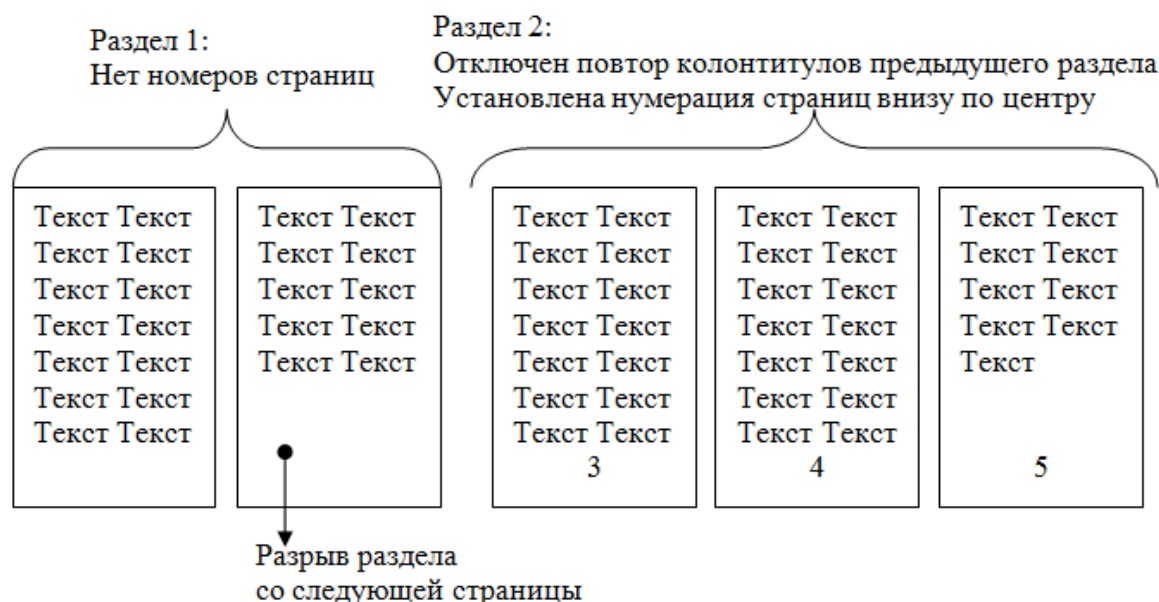 Раздел 1:
Нет номеров страниц
Раздел 2:
Отключен повтор колонтитулов предыдущего раздела
Установлена нумерация страниц внизу по центру
Текст Текст
Текст Текст
Текст Текст
Текст Текст
Текст Текст
Текст Текст
Текст Текст
Текст Текст
Текст Текст
Текст Текст
Текст Текст
Текст Текст
Разрыв раздела
со следующей страницы
Текст Текст
Текст Текст
Текст Текст
Текст Текст
Текст Текст
Текст Текст
Текст Текст
3
Текст Текст
Текст Текст
Текст Текст
Текст Текст
Текст Текст
Текст Текст
Текст Текст
4
Текст Текст
Текст Текст
Текст Текст
Текст Текст
Текст
5